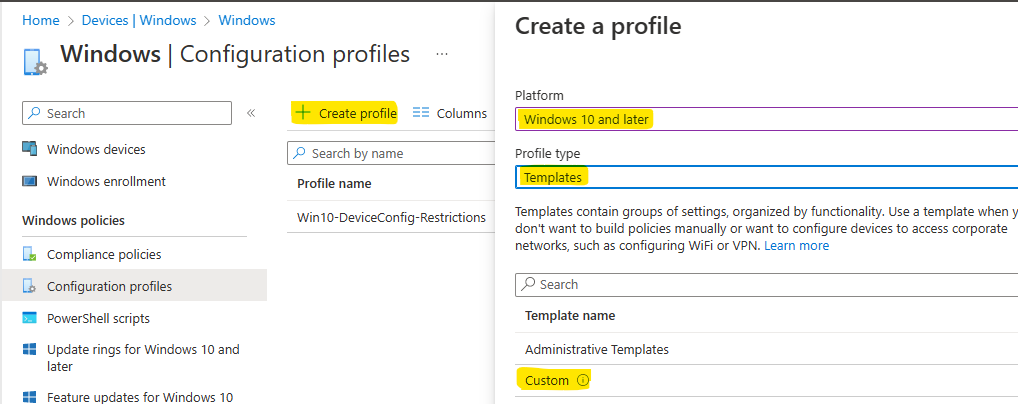 Home > Devices | Windows > Windows
Windows | Configuration profiles ...
Search
Windows devices
Windows enrollment
Windows policies
Compliance policies
Configuration profiles
PowerShell scripts
Update rings for Windows 10 and
later
Feature updates for Windows 10
+ Create profile
Columns
Search by name
Profile name
Win10-DeviceConfig-Restrictions
Create a profile
Platform
Windows 10 and later
Profile type
Templates
Templates contain groups of settings, organized by functionality. Use a template when
don't want to build policies manually or want to configure devices to access corporate
networks, such as configuring WiFi or VPN. Learn more
Search
Template name
Administrative Templates
Custom